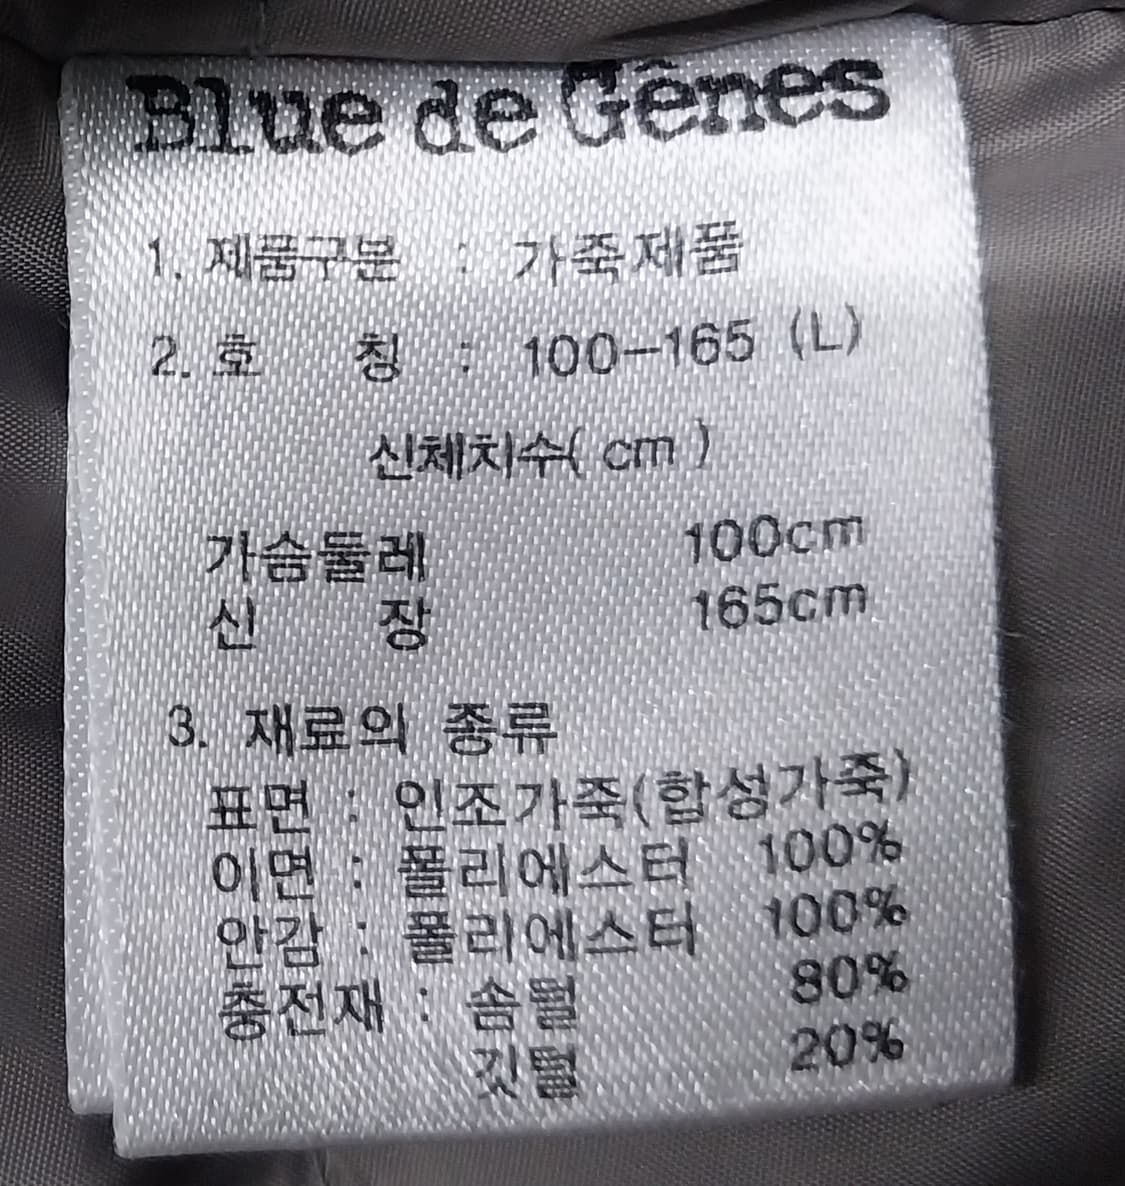 Blue de Gênes
1. 제품구분 : 가죽제품
2. 호 칭 : 100-165 (L)
신체치수( cm )
가슴둘레 100cm
신 장 165cm
3. 재료의 종류
표면 : 인조가죽(합성가죽)
이면 : 폴리에스터 100%
안감 : 폴리에스터 100%
충전재 : 솜털 80%
깃털 20%